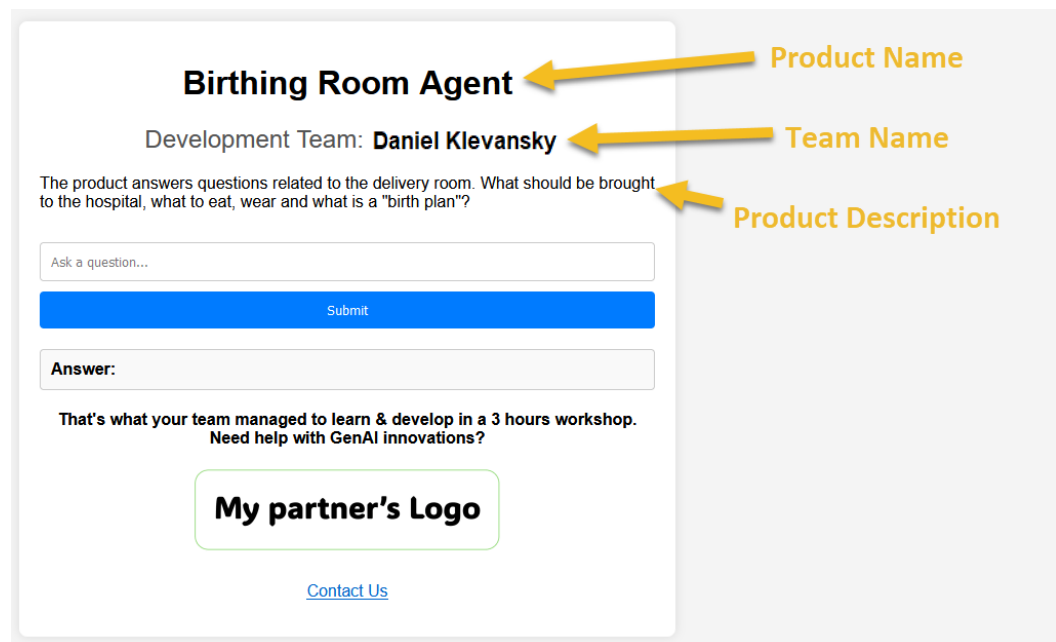 Birthing Room Agent
Product Name
Development Team: Daniel Klevansky
Team Name
The product answers questions related to the delivery room. What should be brought
to the hospital, what to eat, wear and what is a "birth plan"?
Product Description
Ask a question...
Submit
Answer:
That's what your team managed to learn & develop in a 3 hours workshop.
Need help with GenAI innovations?
My partner's Logo
Contact Us